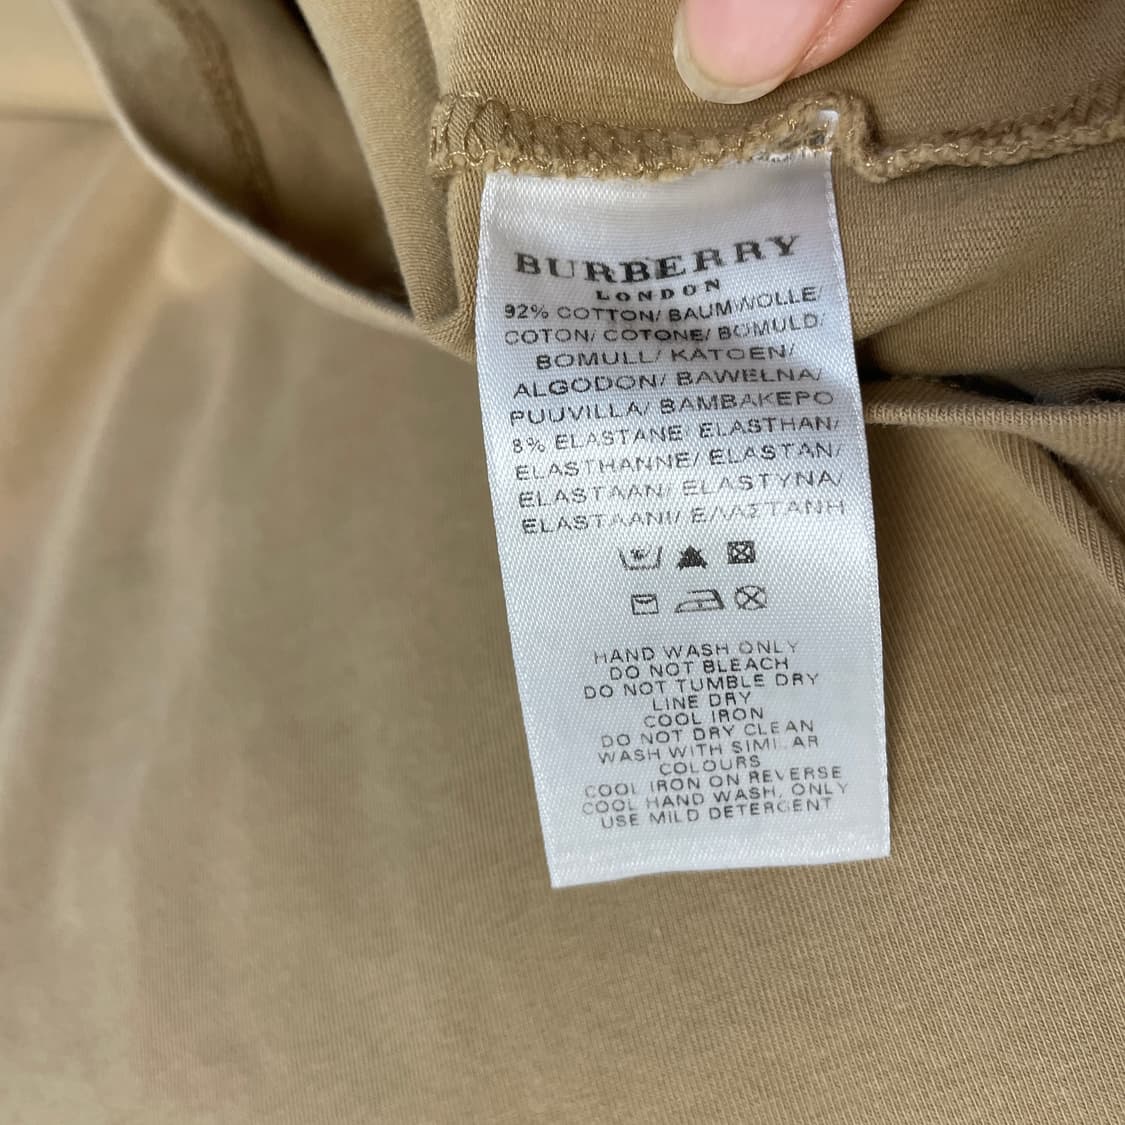 BURBERRY
LONDON
92% COTTON/ BAUMWOLLE/
COTON/ COTONE/ BOMULD/
BOMULL/ KATOEN/
ALGODON/ BAWELNA/
PUUVILLA/ BAMBAKEPO
8% ELASTANE/ ELASTHAN/
ELASTHANNE/ ELASTAN/
ELASTAAN/ ELASTYNA/
ELASTAANI/ ΕΛΑΣΤΑΝΗ
HAND WASH ONLY
DO NOT BLEACH
DO NOT TUMBLE DRY
LINE DRY
COOL IRON
DO NOT DRY CLEAN
WASH WITH SIMILAR
COLOURS
COOL IRON ON REVERSE
COOL HAND WASH, ONLY
USE MILD DETERGENT